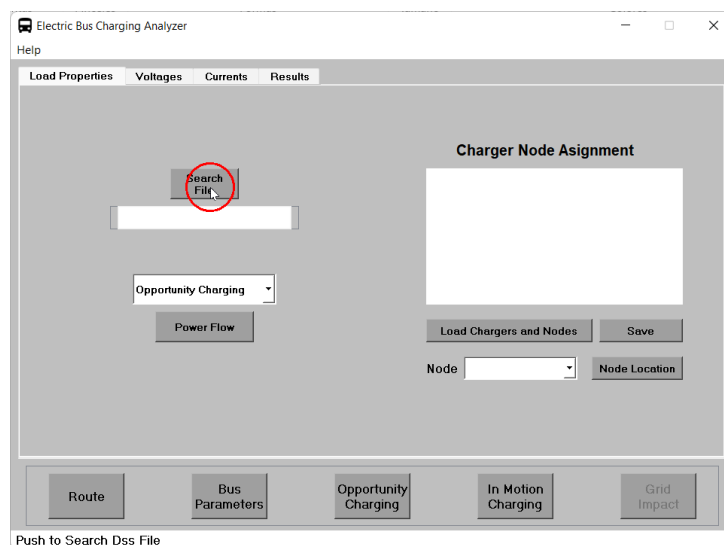 Electric Bus Charging Analyzer
Help
Load Properties Voltages Currents Results
Charger Node Asignment
Search
File
Opportunity Charging
Power Flow
Load Chargers and Nodes Save
Node Node Location
Route
Bus
Parameters
Opportunity
Charging
In Motion
Charging
Grid
Impact
Push to Search Dss File